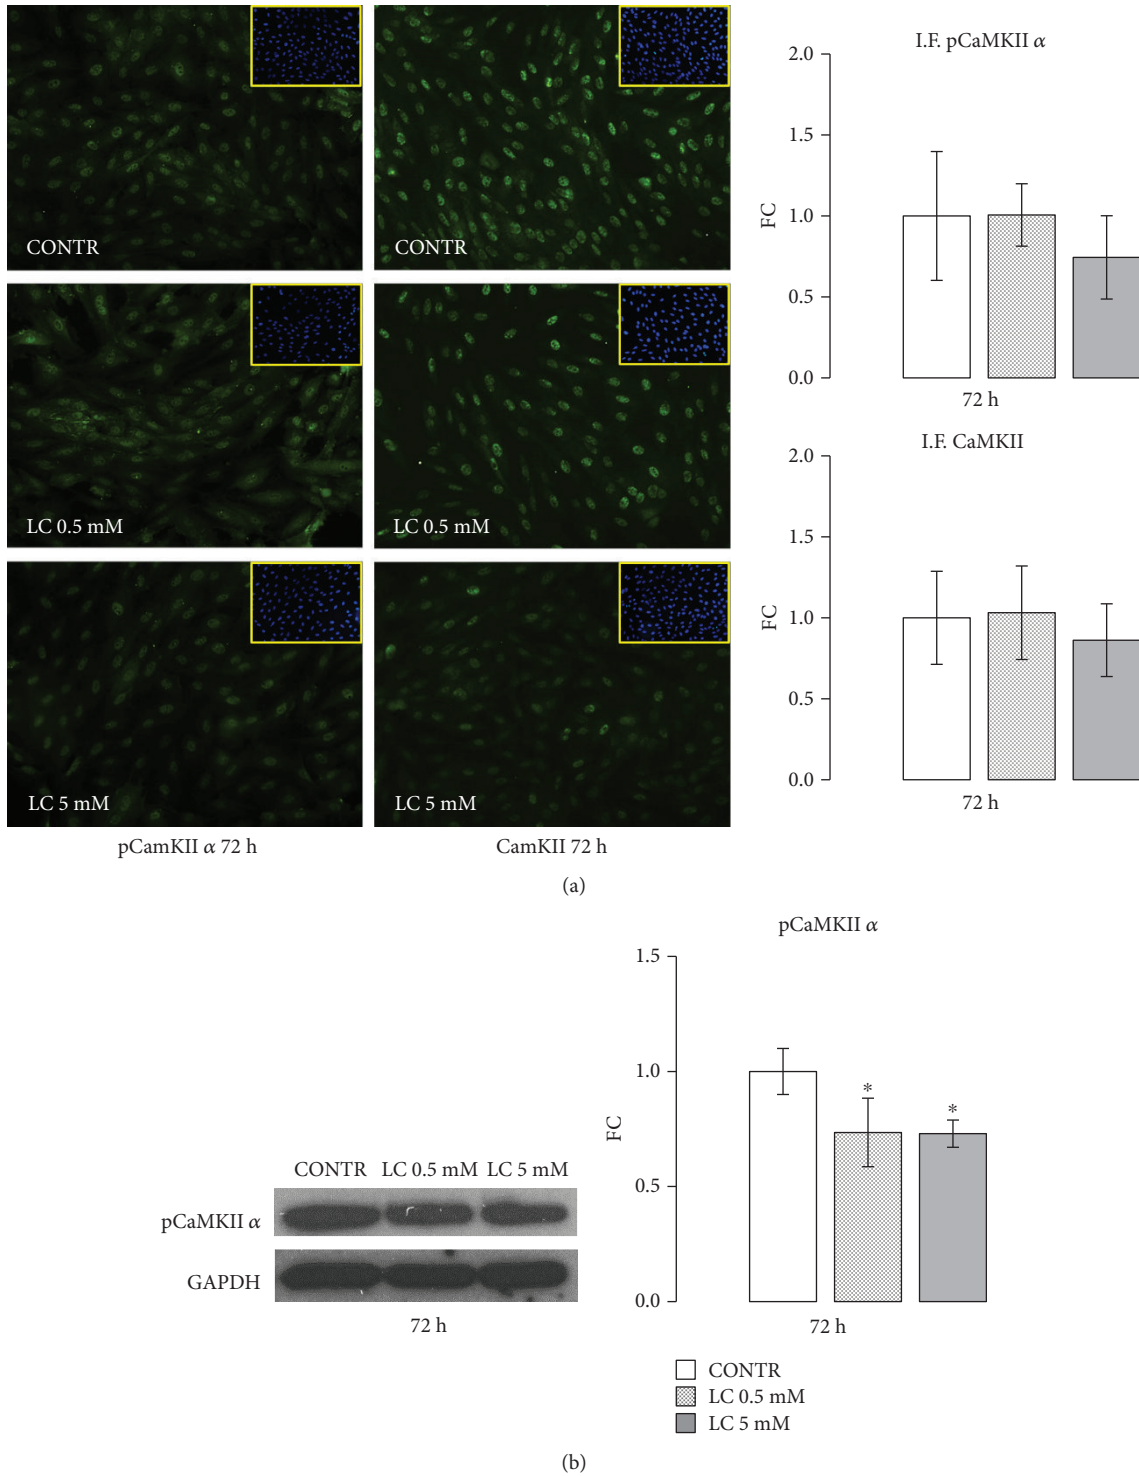 CONTR
CONTR
LC 0.5 mM
LC 0.5 mM
LC 5 mM
LC 5 mM
pCamKII α 72 h
CamKII 72 h
I.F. pCaMKII α
2.0
1.5
1.0
0.5
0.0
FC
72 h
I.F. CaMKII
2.0
1.5
1.0
0.5
0.0
FC
72 h
(a)
CONTR LC 0.5 mM LC 5 mM
pCaMKII α
GAPDH
72 h
pCaMKII α
1.5
1.0
0.5
0.0
FC
*
*
72 h
CONTR
LC 0.5 mM
LC 5 mM
(b)